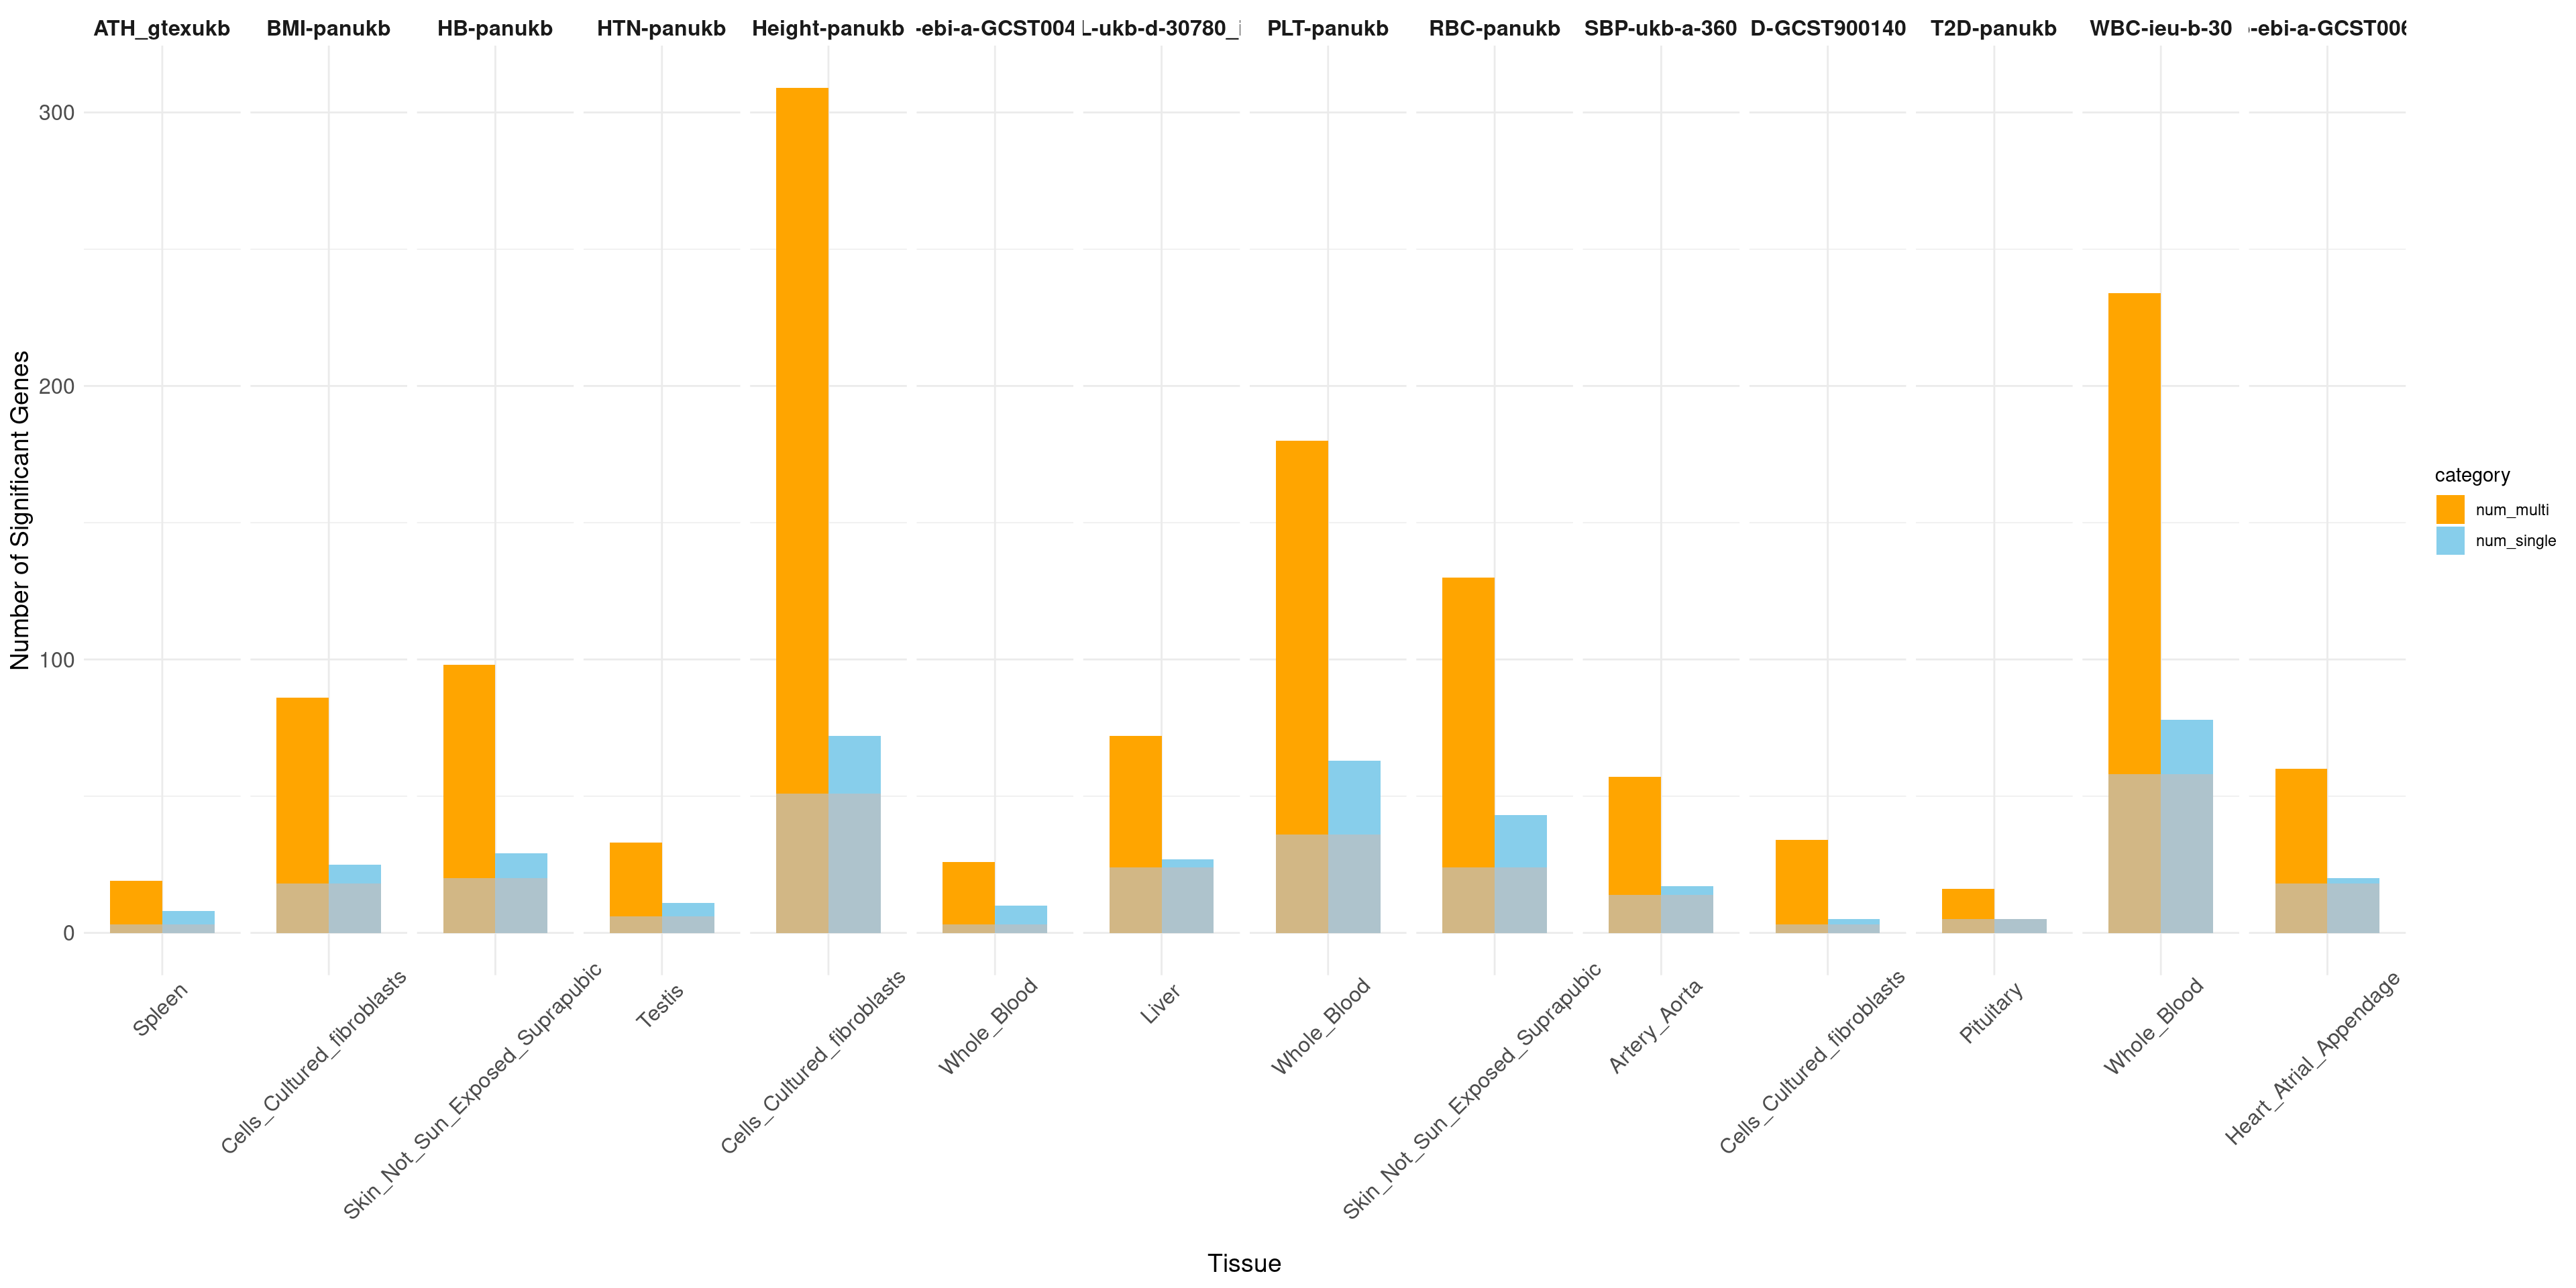 ATH_gtexukb BMI-panukb HB-panukb HTN-panukb Height-panukb -ebi-a-GCST004 L-ukb-d-30780_i PLT-panukb RBC-panukb SBP-ukb-a-360 D-GCST900140 T2D-panukb WBC-ieu-b-30 -ebi-a-GCST006
Number of Significant Genes
300
200
100
0
category
num_multi
num_single
Spleen
Cells_Cultured_fibroblasts
Skin_Not_Sun_Exposed_Suprapubic
Testis
Cells_Cultured_fibroblasts
Whole_Blood
Liver
Whole_Blood
Skin_Not_Sun_Exposed_Suprapubic
Artery_Aorta
Cells_Cultured_fibroblasts
Pituitary
Whole_Blood
Heart_Atrial_Appendage
Tissue